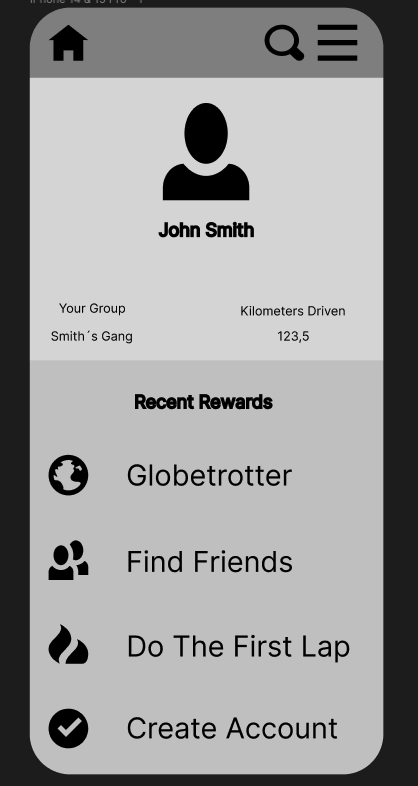 John Smith
Your Group
Kilometers Driven
Smith´s Gang
123,5
Recent Rewards
Globetrotter
Find Friends
Do The First Lap
Create Account